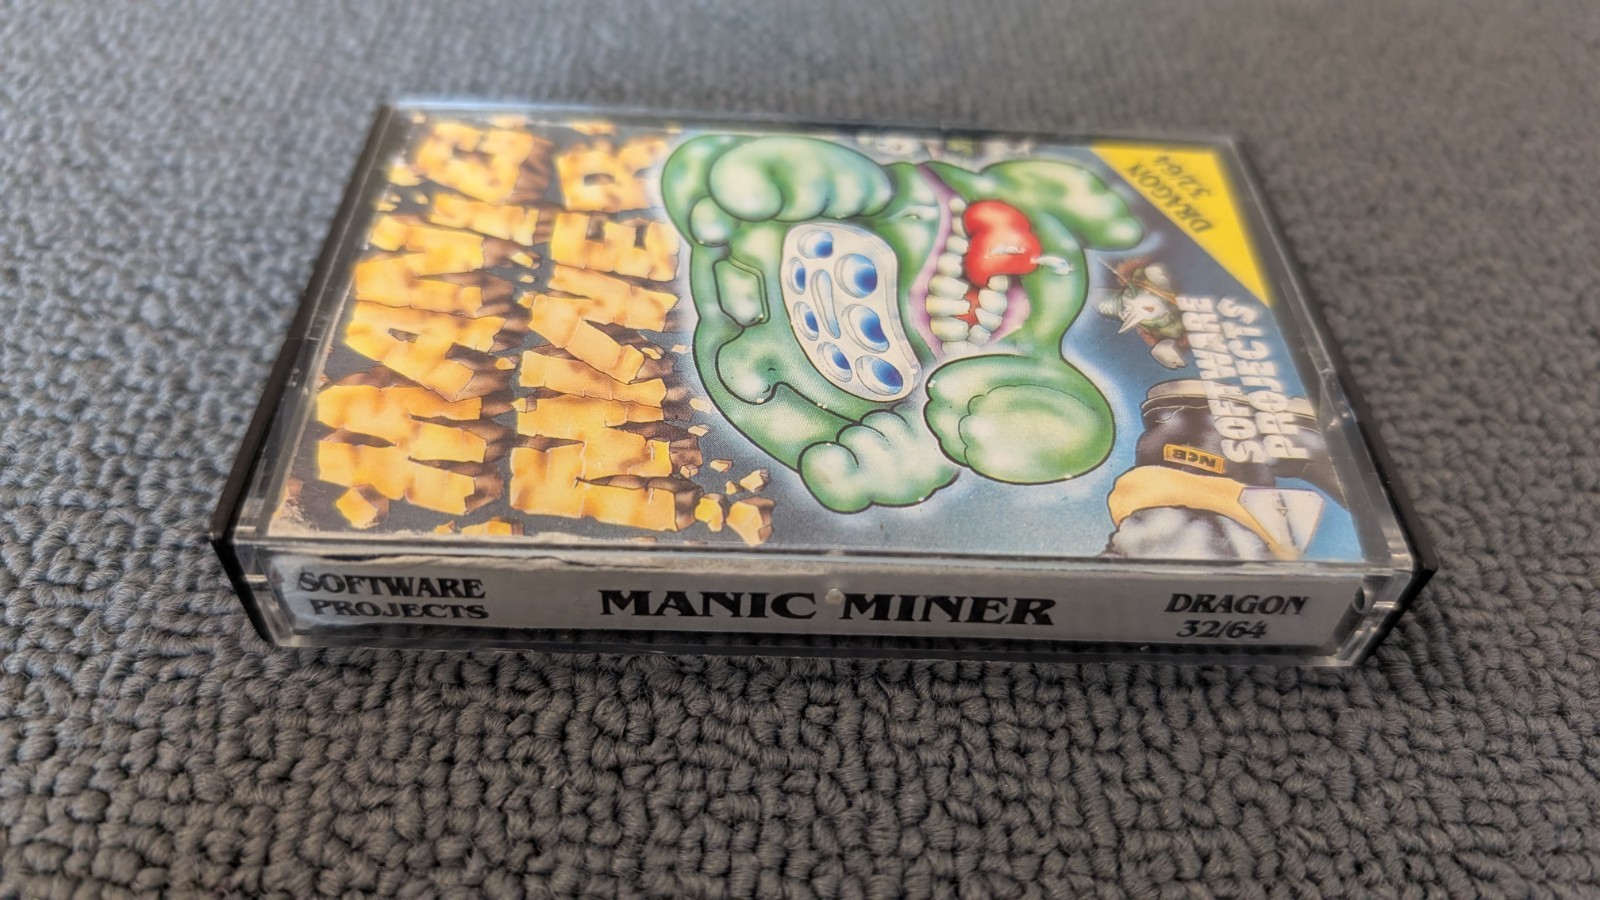 MANIC
MINER
DRAGON
32/64
SOFTWARE
PROJECTS
NCB
SOFTWARE
PROJECTS
MANIC MINER
DRAGON
32/64